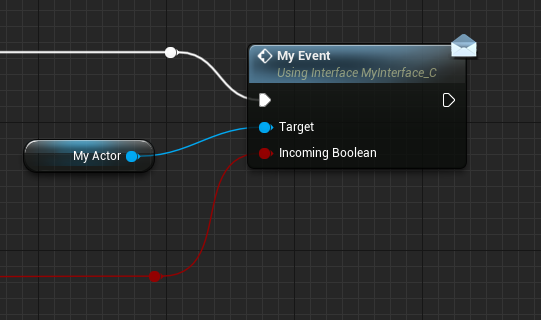 My Event
Using Interface MyInterface_C
Target
My Actor
Incoming Boolean